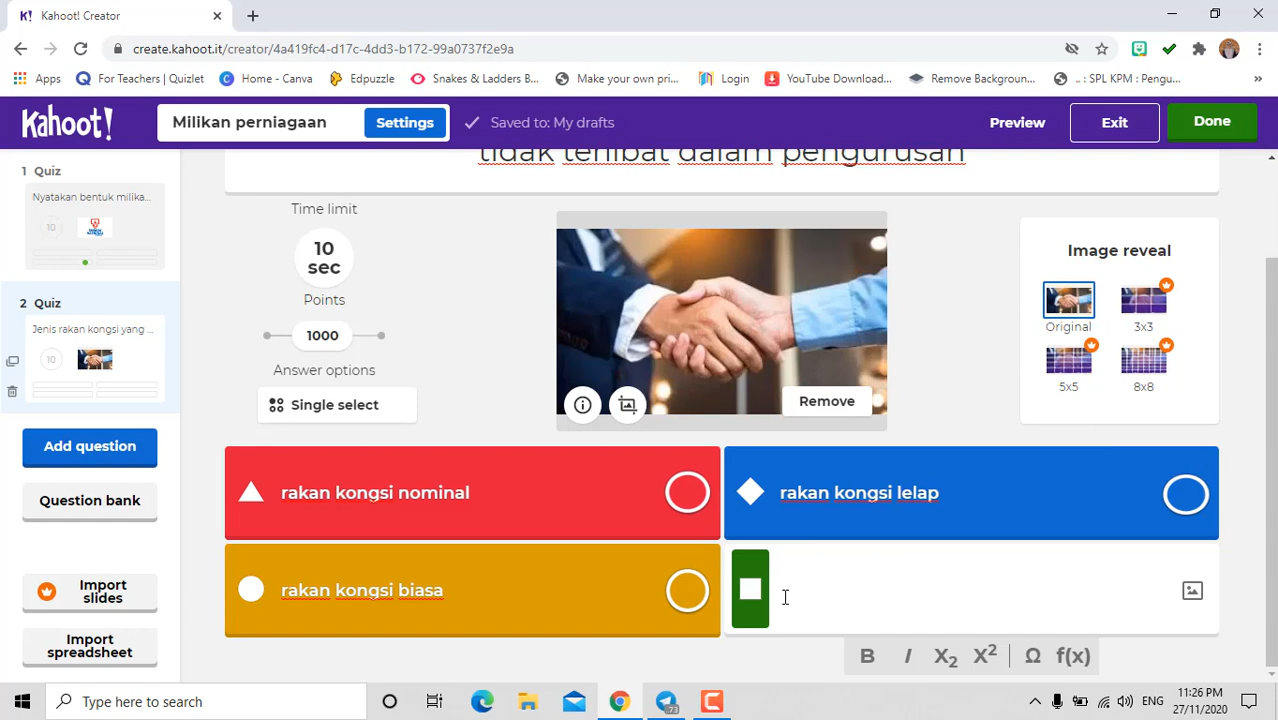 K! Kahoot! Creator
create.kahoot.it/creator/4a419fc4-d17c-4dd3-b172-99a0737f2e9a
Apps For Teachers | Quizlet Home - Canva Edpuzzle Snakes & Ladders B... Make your own pri... Login YouTube Download... Remove Backgroun... .. : SPL KPM : Pengu... »
Kahoot! Milikan perniagaan Settings Saved to: My drafts Preview Exit Done
tidak terlibat dalam pengurusan
1 Quiz
Nyatakan bentuk milika...
10
2 Quiz
Jenis rakan kongsi yang ...
10
Add question
Question bank
Import slides
Import spreadsheet
Time limit
10
sec
Points
1000
Answer options
Single select
Remove
Image reveal
Original 3x3
5x5 8x8
rakan kongsi nominal
rakan kongsi lelap
rakan kongsi biasa
B I X2 X2 Ω f(x)
Type here to search
73
ENG
11:26 PM
27/11/2020